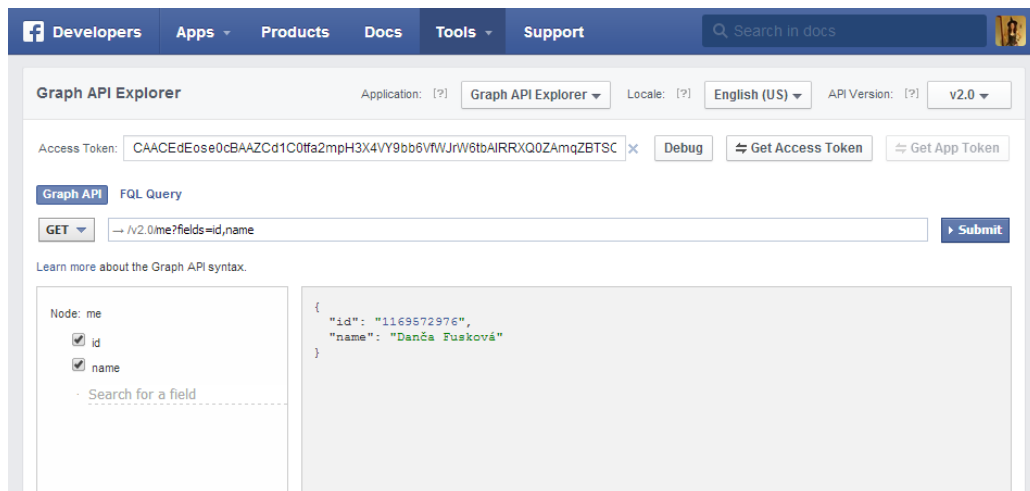 Developers Apps Products Docs Tools Support Search in docs
Graph API Explorer Application: [?] Graph API Explorer Locale: [?] English (US) API Version: [?] v2.0
Access Token: Debug Get Access Token Get App Token
Graph API FQL Query
GET → /v2.0/me?fields=id,name Submit
Learn more about the Graph API syntax.
Node: me
id
name
Search for a field
{
"id": "1169572976",
"name": "Danča Fusková"
}